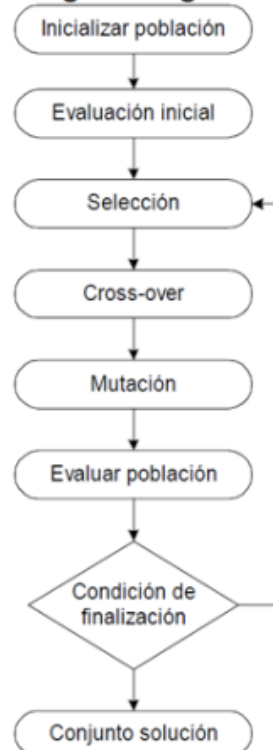 Inicializar población
Evaluación inicial
Selección
Cross-over
Mutación
Evaluar población
Condición de
finalización
Conjunto solución